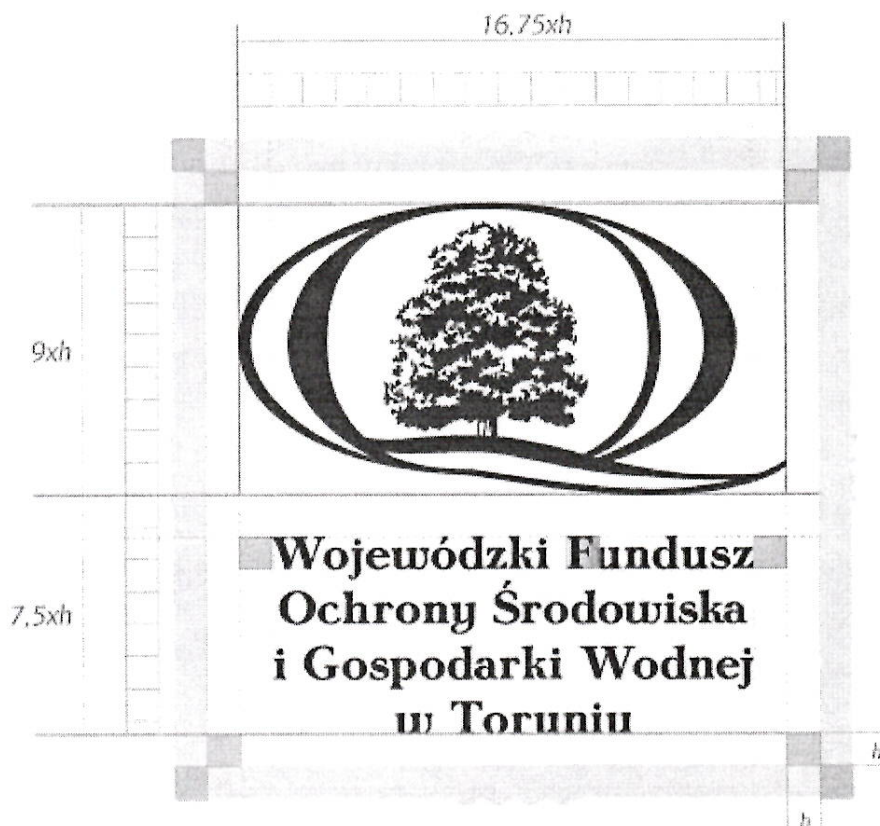 16,75xh
9xh
Wojewódzki Fundusz
Ochrony Środowiska
7,5xh
i Gospodarki Wodnej
w Toruniu
h
h